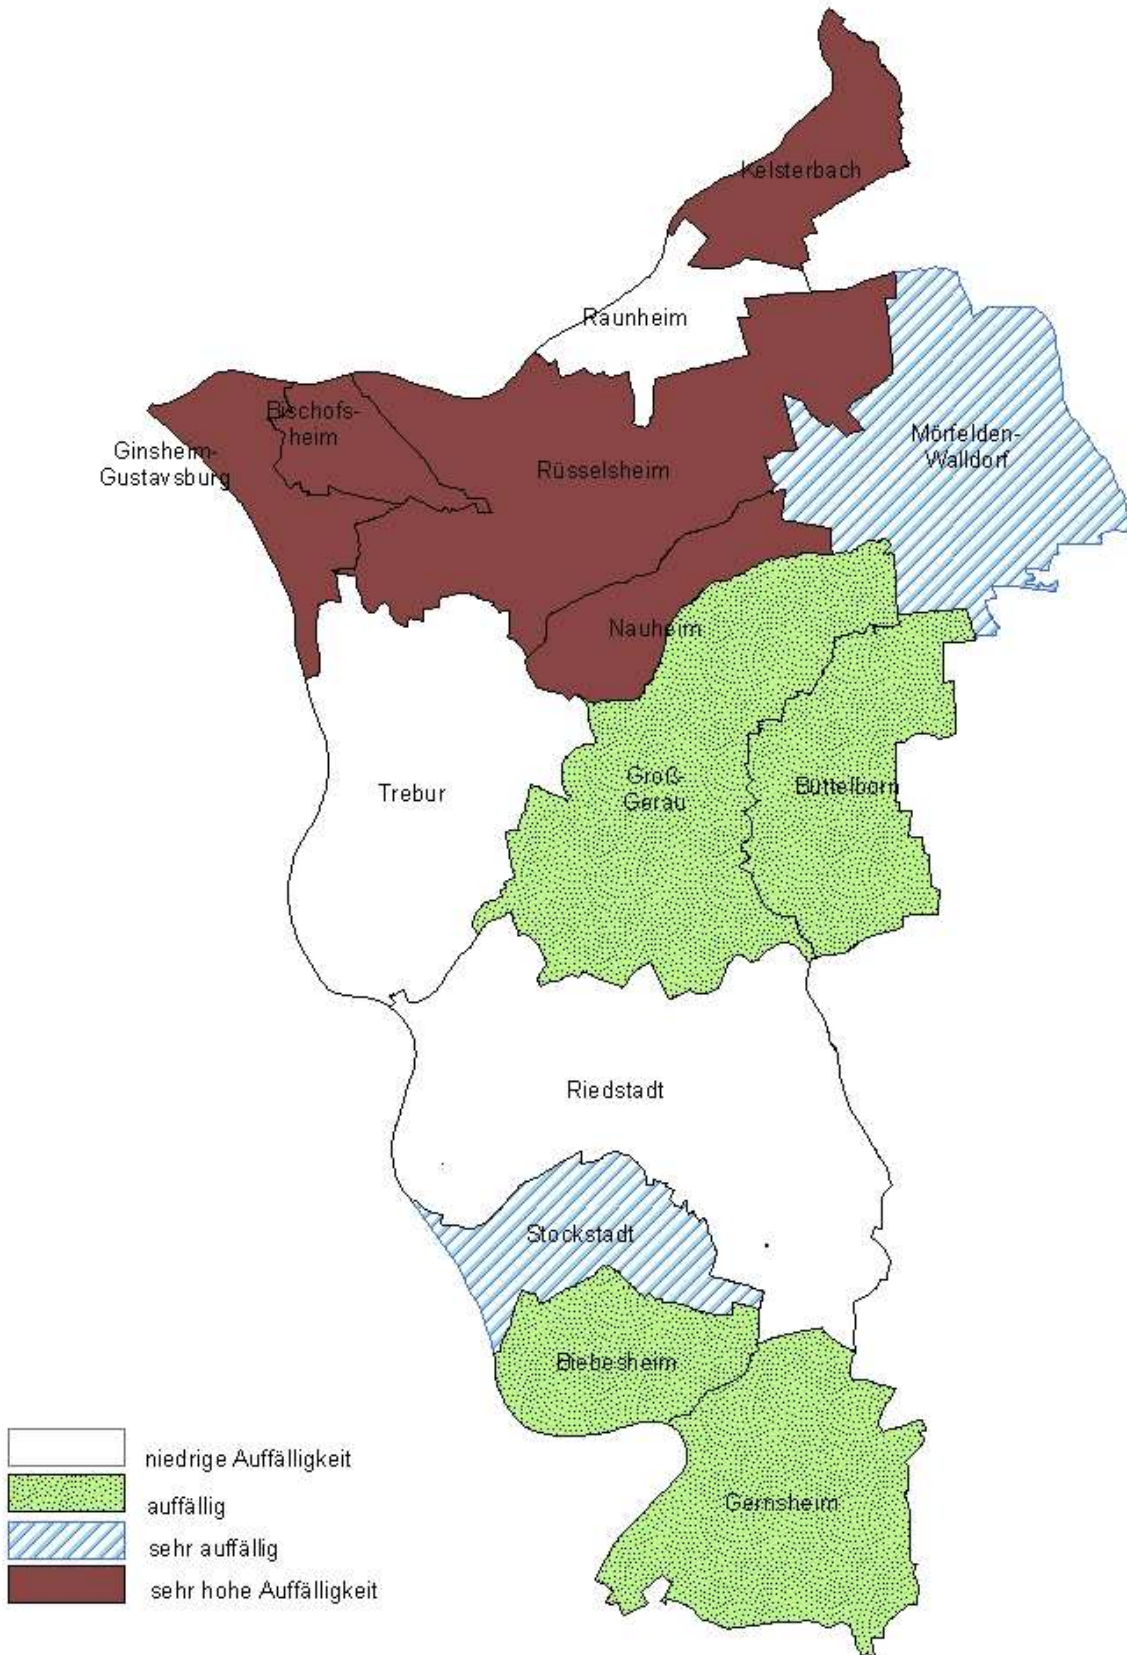 Kelsterbach
Raunheim
Bischofs-
heim
Ginsheim-
Gustavsburg
Rüsselsheim
Mörfelden-
Walldorf
Nauheim
Trebur
Groß-
Gerau
Büttelborn
Riedstadt
Stockstadt
Biebesheim
Gernsheim
niedrige Auffälligkeit
auffällig
sehr auffällig
sehr hohe Auffälligkeit